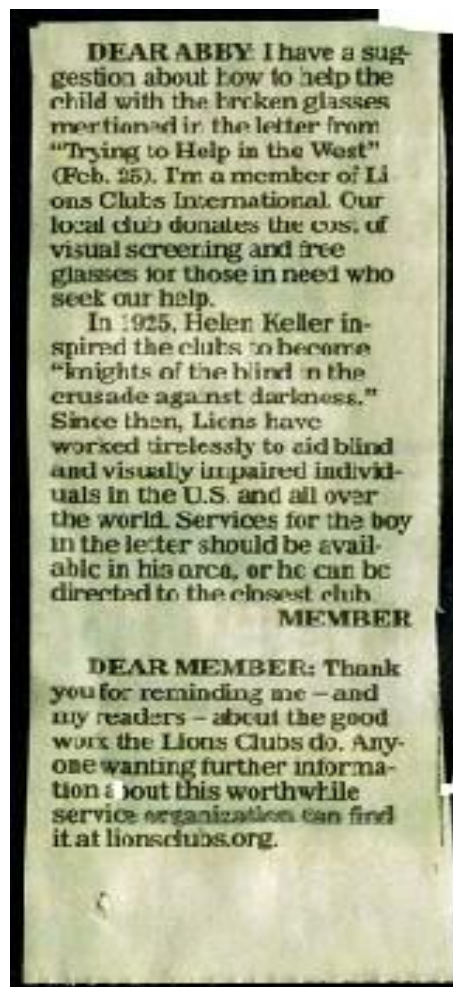 DEAR ABBY: I have a sug-
gestion about how to help the
child with the broken glasses
mentioned in the letter from
"Trying to Help in the West"
(Feb. 25). I'm a member of Li
ons Clubs International. Our
local club donates the cost of
visual screening and free
glasses for those in need who
seek our help.
In 1925, Helen Keller in-
spired the clubs to become
"knights of the blind in the
crusade against darkness."
Since then, Lions have
worked tirelessly to aid blind
and visually impaired individ-
uals in the U.S. and all over
the world. Services for the boy
in the letter should be avail-
able in his area, or he can be
directed to the closest club.
MEMBER
DEAR MEMBER: Thank
you for reminding me – and
my readers – about the good
work the Lions Clubs do. Any-
one wanting further informa-
tion about this worthwhile
service organization can find
it at lionsclubs.org.